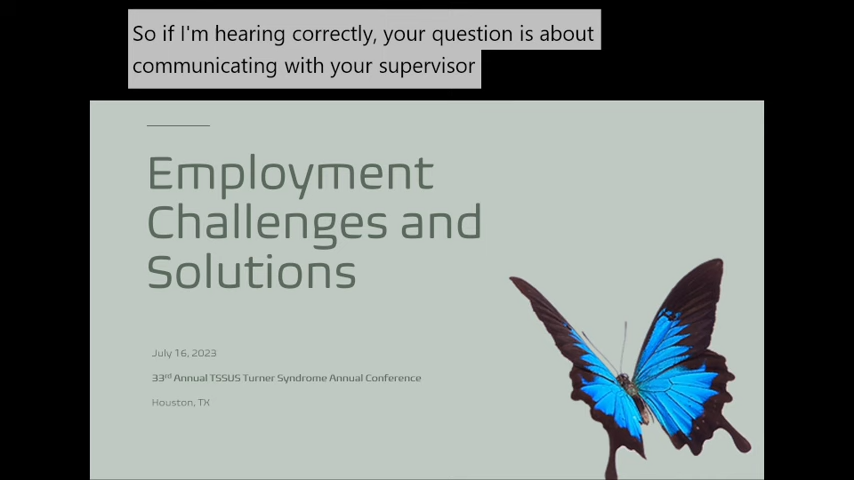 So if I'm hearing correctly, your question is about
communicating with your supervisor
Employment
Challenges and
Solutions
July 16, 2023
33rd Annual TSSUS Turner Syndrome Annual Conference
Houston, TX